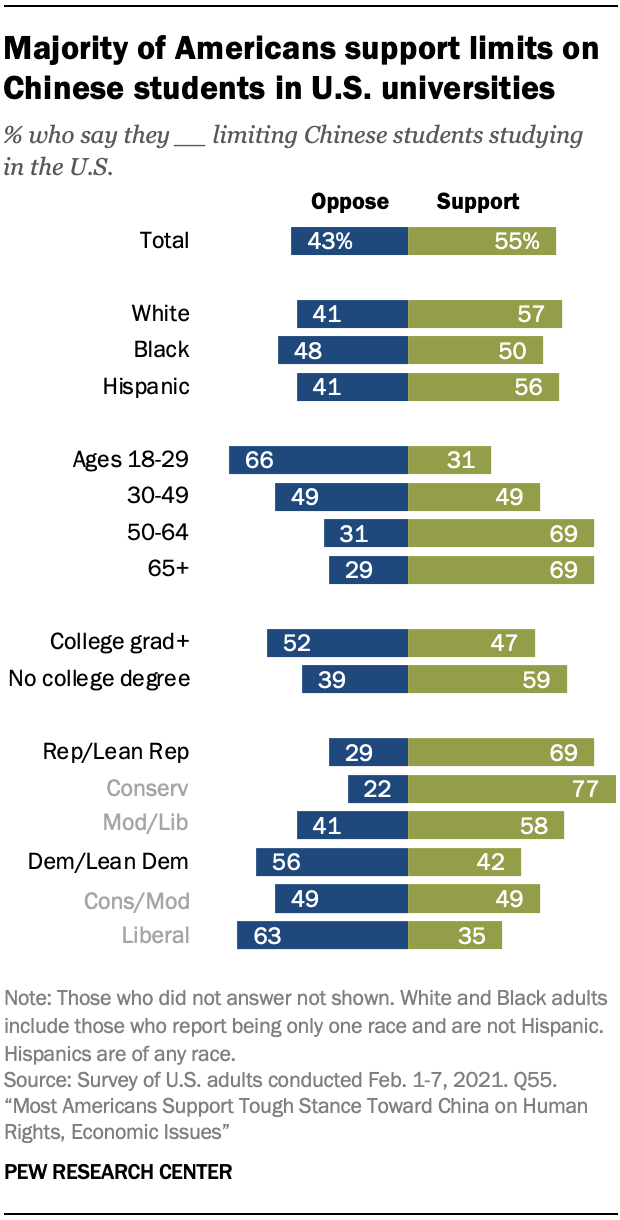 Majority of Americans support limits on
Chinese students in U.S. universities
% who say they __ limiting Chinese students studying
in the U.S.
Oppose Support
Total 43% 55%
White 41 57
Black 48 50
Hispanic 41 56
Ages 18-29 66 31
30-49 49 49
50-64 31 69
65+ 29 69
College grad+ 52 47
No college degree 39 59
Rep/Lean Rep 29 69
Conserv 22 77
Mod/Lib 41 58
Dem/Lean Dem 56 42
Cons/Mod 49 49
Liberal 63 35
Note: Those who did not answer not shown. White and Black adults
include those who report being only one race and are not Hispanic.
Hispanics are of any race.
Source: Survey of U.S. adults conducted Feb. 1-7, 2021. Q55.
“Most Americans Support Tough Stance Toward China on Human
Rights, Economic Issues”
PEW RESEARCH CENTER